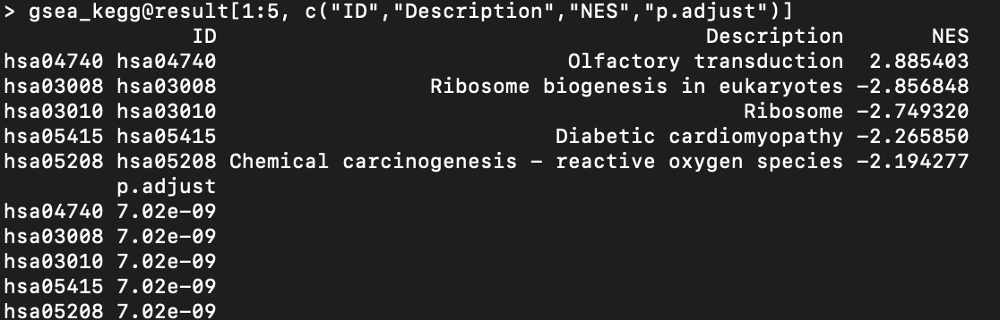 > gsea_kegg@result[1:5, c("ID","Description","NES","p.adjust")]
               ID                                   Description       NES
hsa04740 hsa04740                        Olfactory transduction  2.885403
hsa03008 hsa03008             Ribosome biogenesis in eukaryotes -2.856848
hsa03010 hsa03010                                      Ribosome -2.749320
hsa05415 hsa05415                       Diabetic cardiomyopathy -2.265850
hsa05208 hsa05208 Chemical carcinogenesis - reactive oxygen species -2.194277
         p.adjust
hsa04740 7.02e-09
hsa03008 7.02e-09
hsa03010 7.02e-09
hsa05415 7.02e-09
hsa05208 7.02e-09